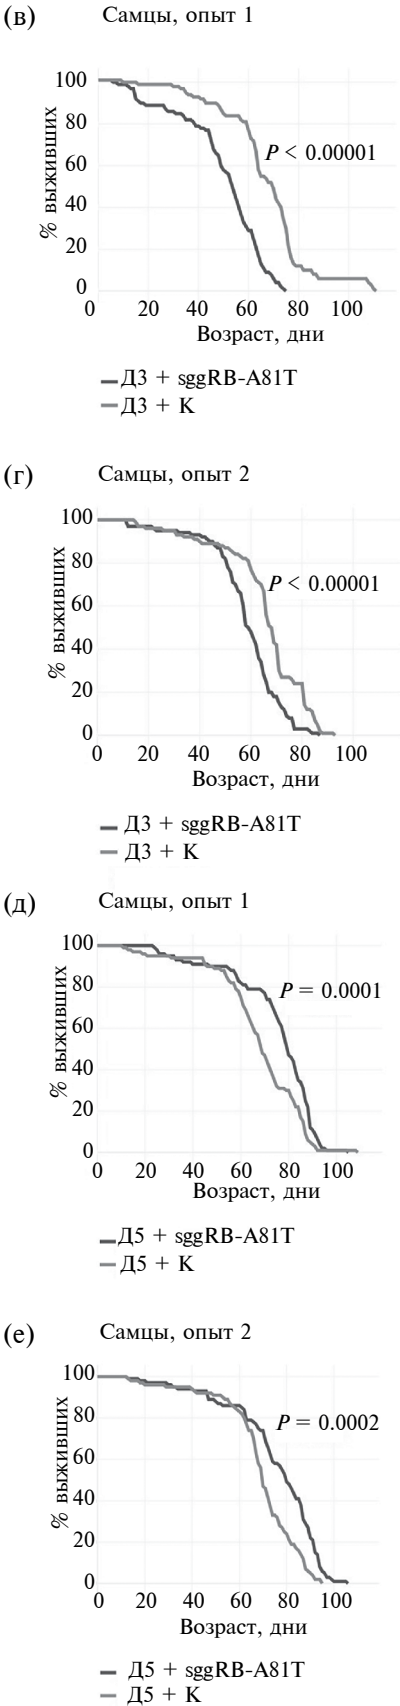 (в)
Самцы, опыт 1
100
80
60
40
20
0
% выживших
P < 0.00001
0 20 40 60 80 100
Возраст, дни
Д3 + sggRB-A81T
Д3 + К
(г)
Самцы, опыт 2
100
80
60
40
20
0
% выживших
P < 0.00001
0 20 40 60 80 100
Возраст, дни
Д3 + sggRB-A81T
Д3 + К
(д)
Самцы, опыт 1
100
80
60
40
20
0
% выживших
P = 0.0001
0 20 40 60 80 100
Возраст, дни
Д5 + sggRB-A81T
Д5 + К
(е)
Самцы, опыт 2
100
80
60
40
20
0
% выживших
P = 0.0002
0 20 40 60 80 100
Возраст, дни
Д5 + sggRB-A81T
Д5 + К